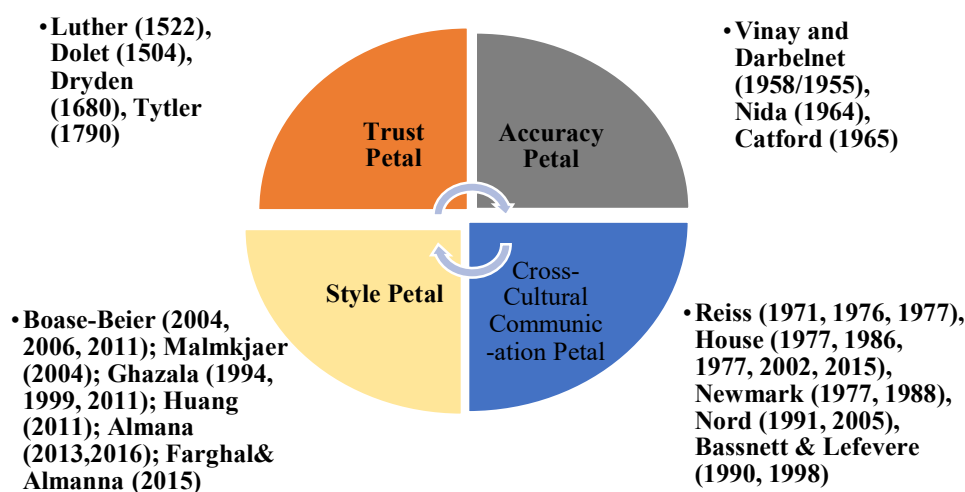 •Luther (1522),
Dolet (1504),
Dryden
(1680), Tytler
(1790)
Trust
Petal
Accuracy
Petal
•Vinay and
Darbelnet
(1958/1955),
Nida (1964),
Catford (1965)
Style Petal
Cross-
Cultural
Communic
-ation Petal
•Boase-Beier (2004,
2006, 2011); Malmkjaer
(2004); Ghazala (1994,
1999, 2011); Huang
(2011); Almana
(2013,2016); Farghal&
Almanna (2015)
•Reiss (1971, 1976, 1977),
House (1977, 1986,
1977, 2002, 2015),
Newmark (1977, 1988),
Nord (1991, 2005),
Bassnett & Lefevere
(1990, 1998)